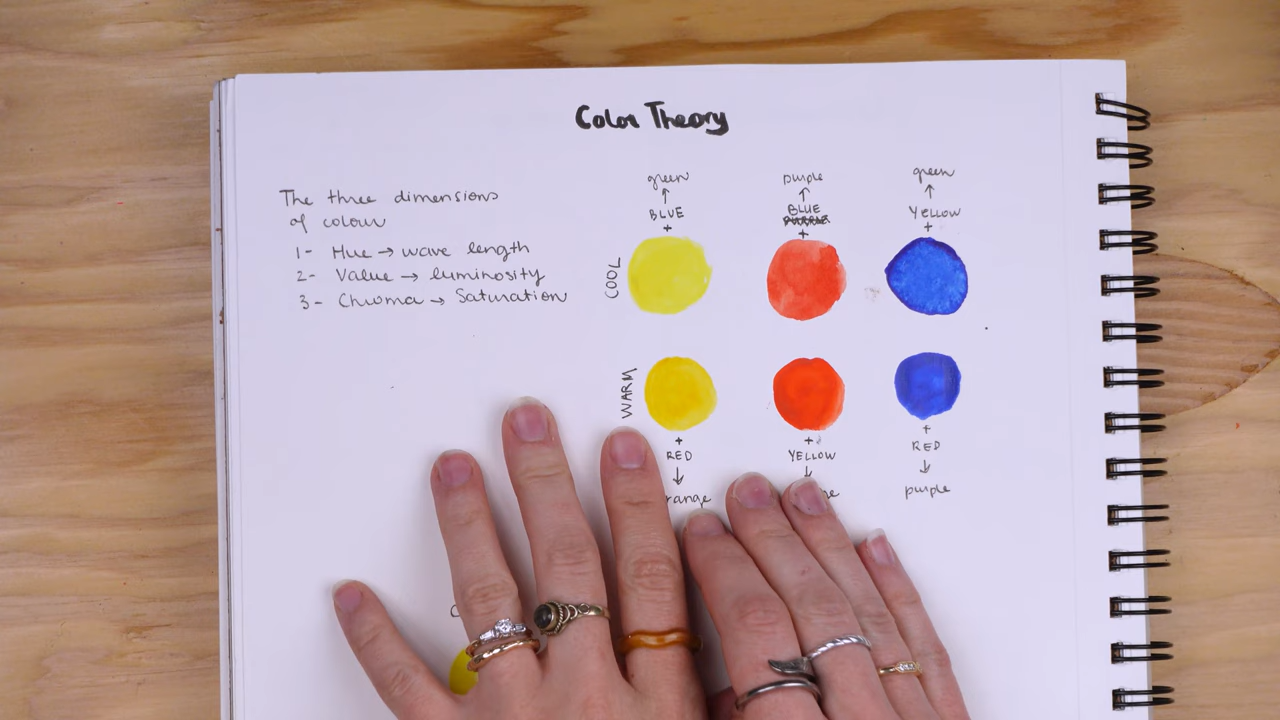 Color Theory
The three dimensions
of colour
1- Hue → wave length
2- Value → luminosity
3- Chroma → Saturation
green purple green
↑ ↑ ↑
BLUE BLUE YELLOW
+ + +
COOL
WARM
+ + +
RED YELLOW RED
↓ ↓ ↓
purple